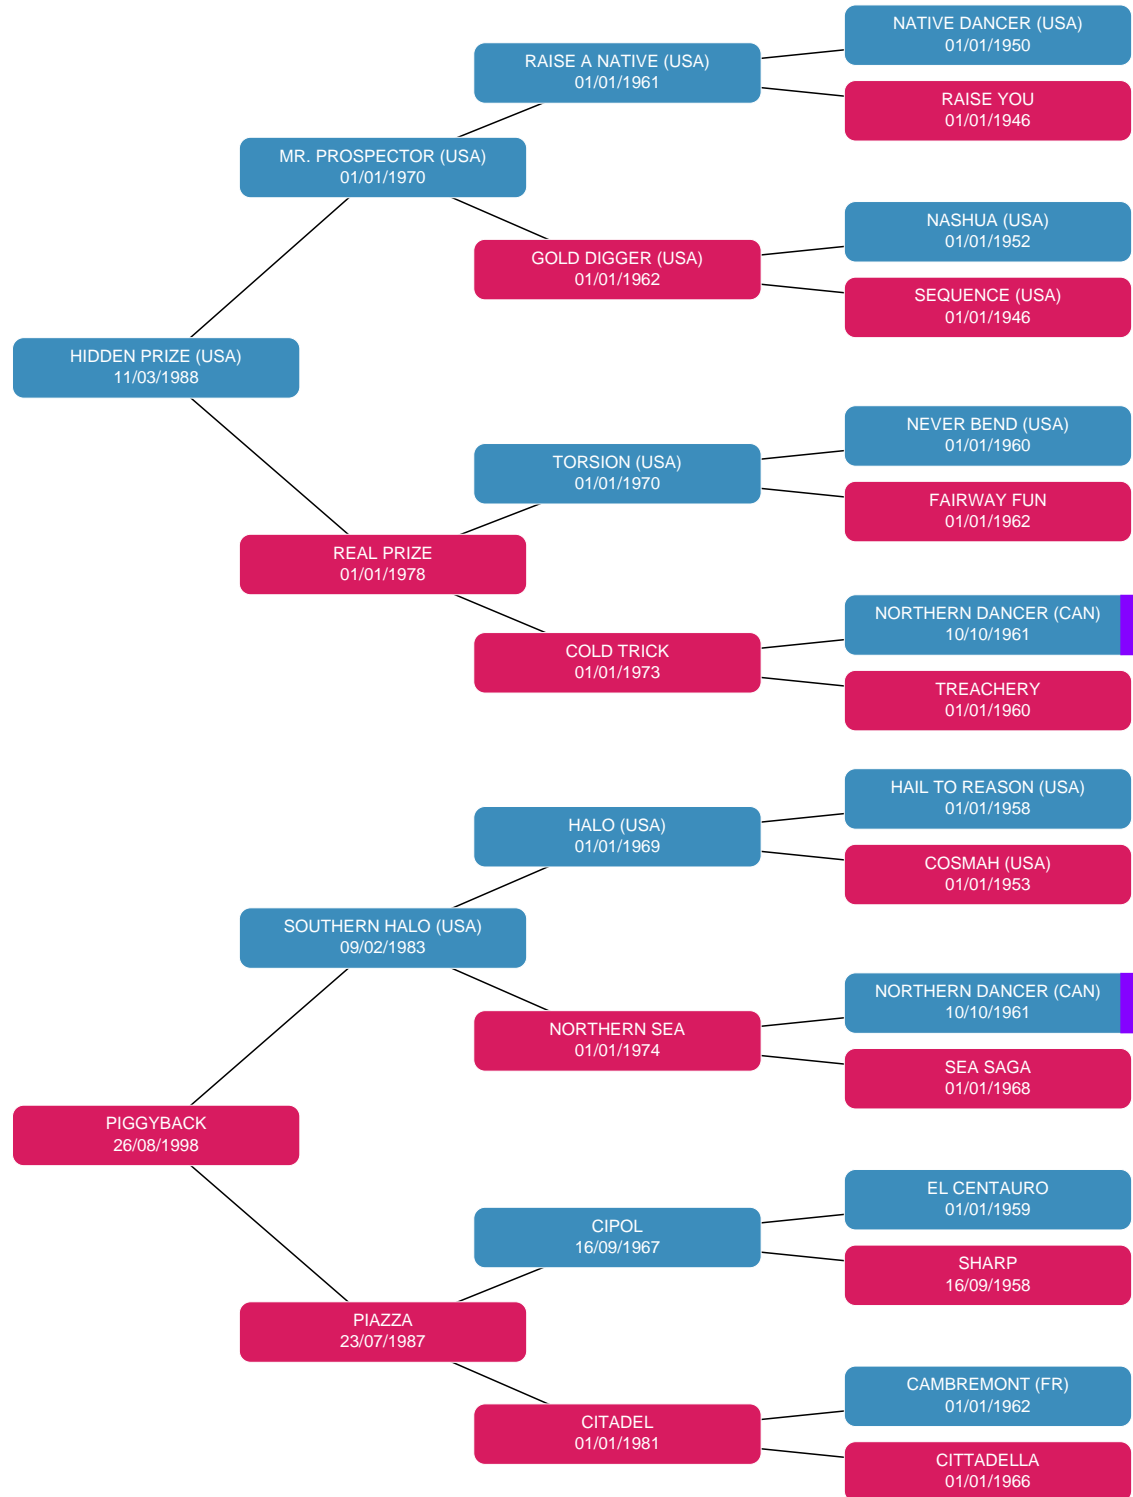 NATIVE DANCER (USA)
01/01/1950
RAISE A NATIVE (USA)
01/01/1961
RAISE YOU
01/01/1946
MR. PROSPECTOR (USA)
01/01/1970
NASHUA (USA)
01/01/1952
GOLD DIGGER (USA)
01/01/1962
SEQUENCE (USA)
01/01/1946
HIDDEN PRIZE (USA)
11/03/1988
NEVER BEND (USA)
01/01/1960
TORSION (USA)
01/01/1970
FAIRWAY FUN
01/01/1962
REAL PRIZE
01/01/1978
NORTHERN DANCER (CAN)
10/10/1961
COLD TRICK
01/01/1973
TREACHERY
01/01/1960
HAIL TO REASON (USA)
01/01/1958
HALO (USA)
01/01/1969
COSMAH (USA)
01/01/1953
SOUTHERN HALO (USA)
09/02/1983
NORTHERN DANCER (CAN)
10/10/1961
NORTHERN SEA
01/01/1974
SEA SAGA
01/01/1968
PIGGYBACK
26/08/1998
EL CENTAURO
01/01/1959
CIPOL
16/09/1967
SHARP
16/09/1958
PIAZZA
23/07/1987
CAMBREMONT (FR)
01/01/1962
CITADEL
01/01/1981
CITTADELLA
01/01/1966